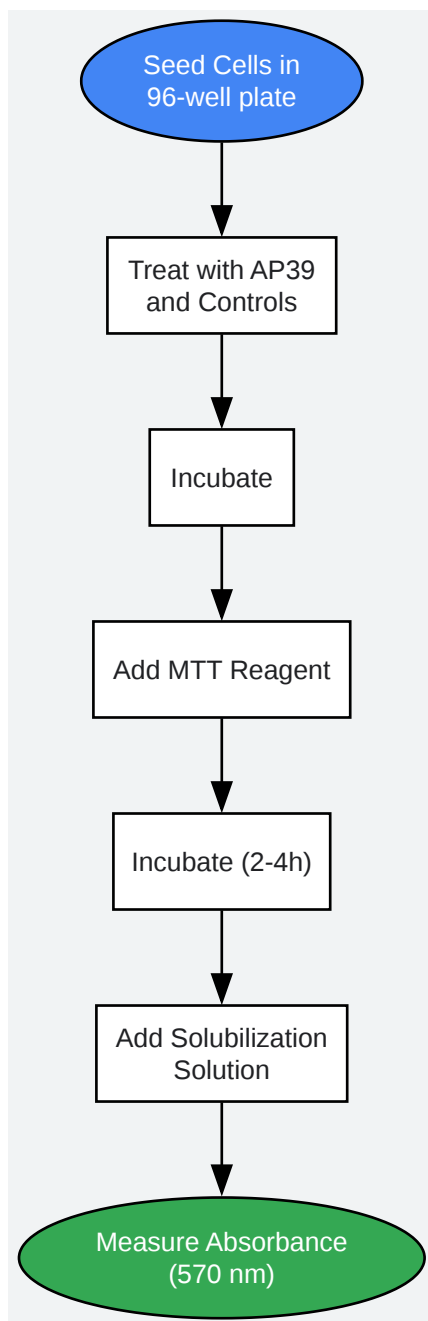 Seed Cells in
96-well plate
Treat with AP39
and Controls
Incubate
Add MTT Reagent
Incubate (2-4h)
Add Solubilization
Solution
Measure Absorbance
(570 nm)